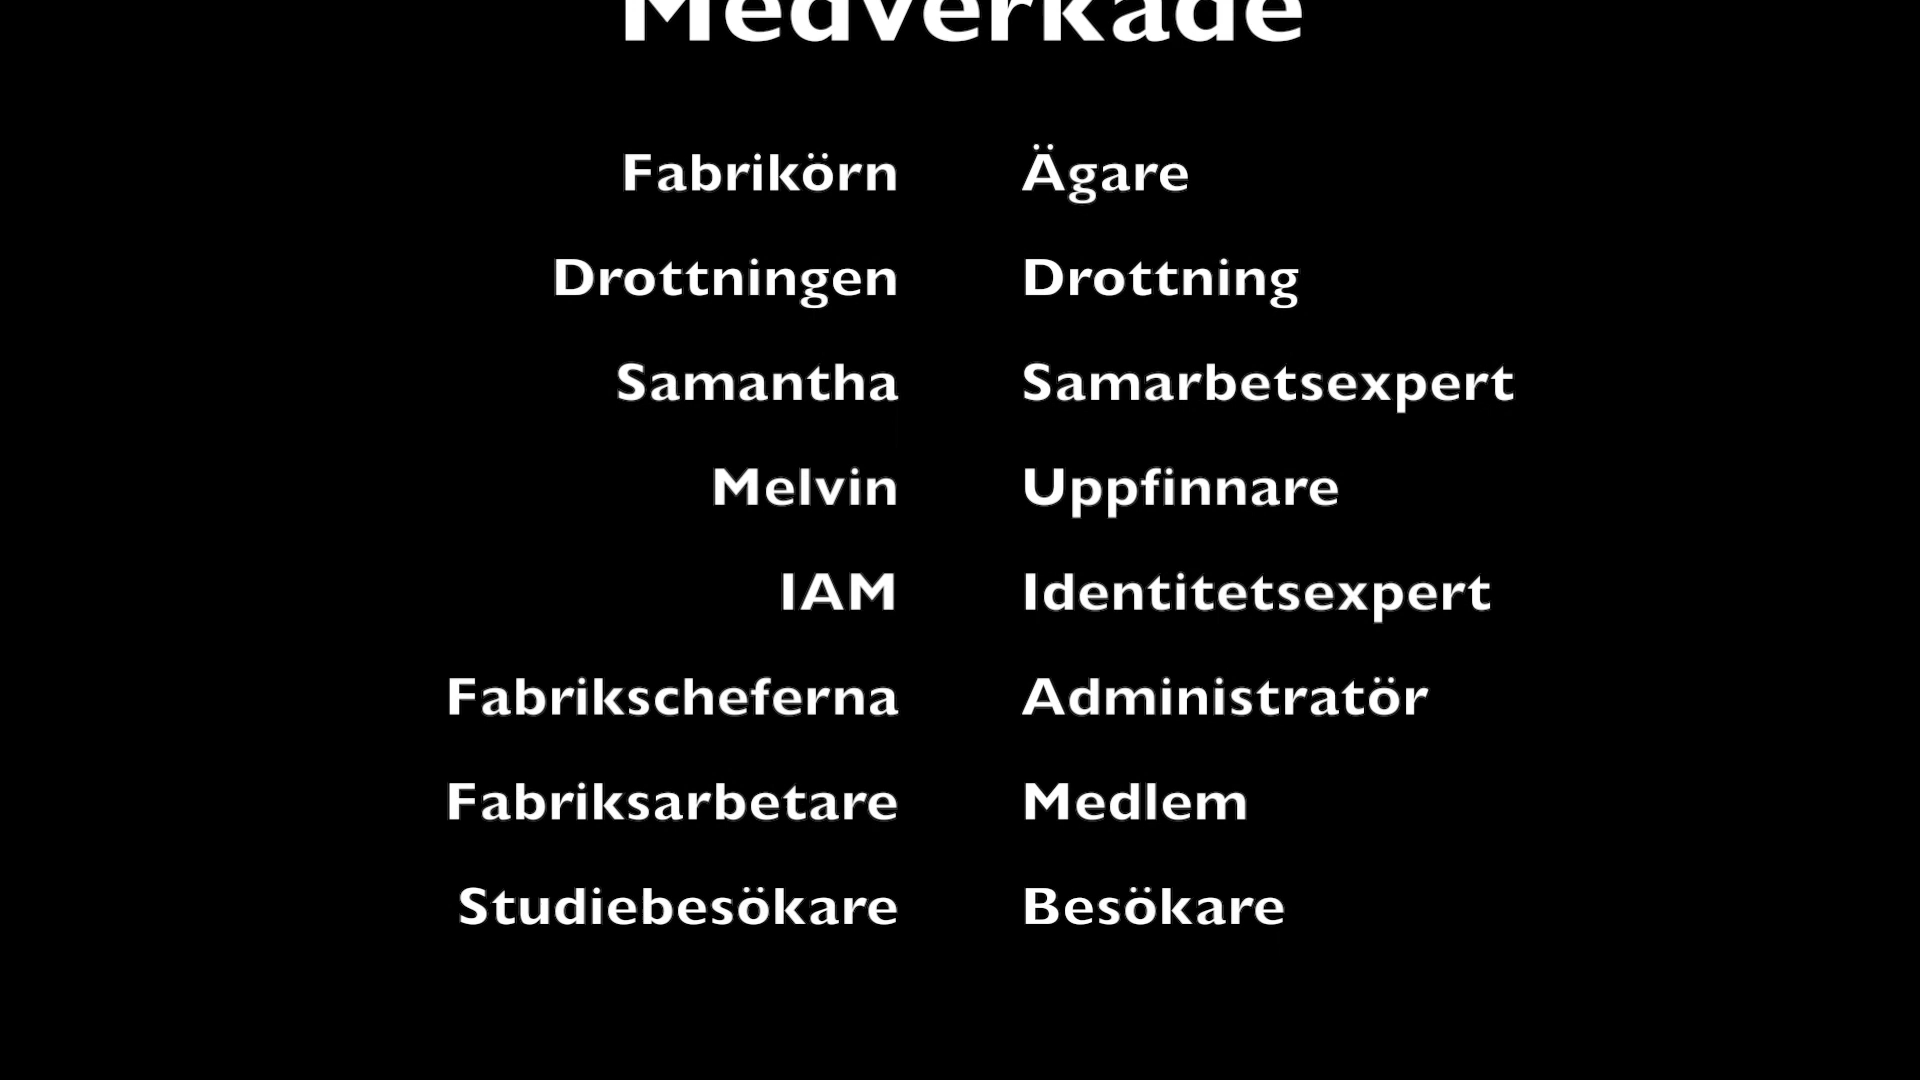 Medverkade
Fabrikörn Ägare
Drottningen Drottning
Samantha Samarbetsexpert
Melvin Uppfinnare
IAM Identitetsexpert
Fabrikscheferna Administratör
Fabriksarbetare Medlem
Studiebesökare Besökare